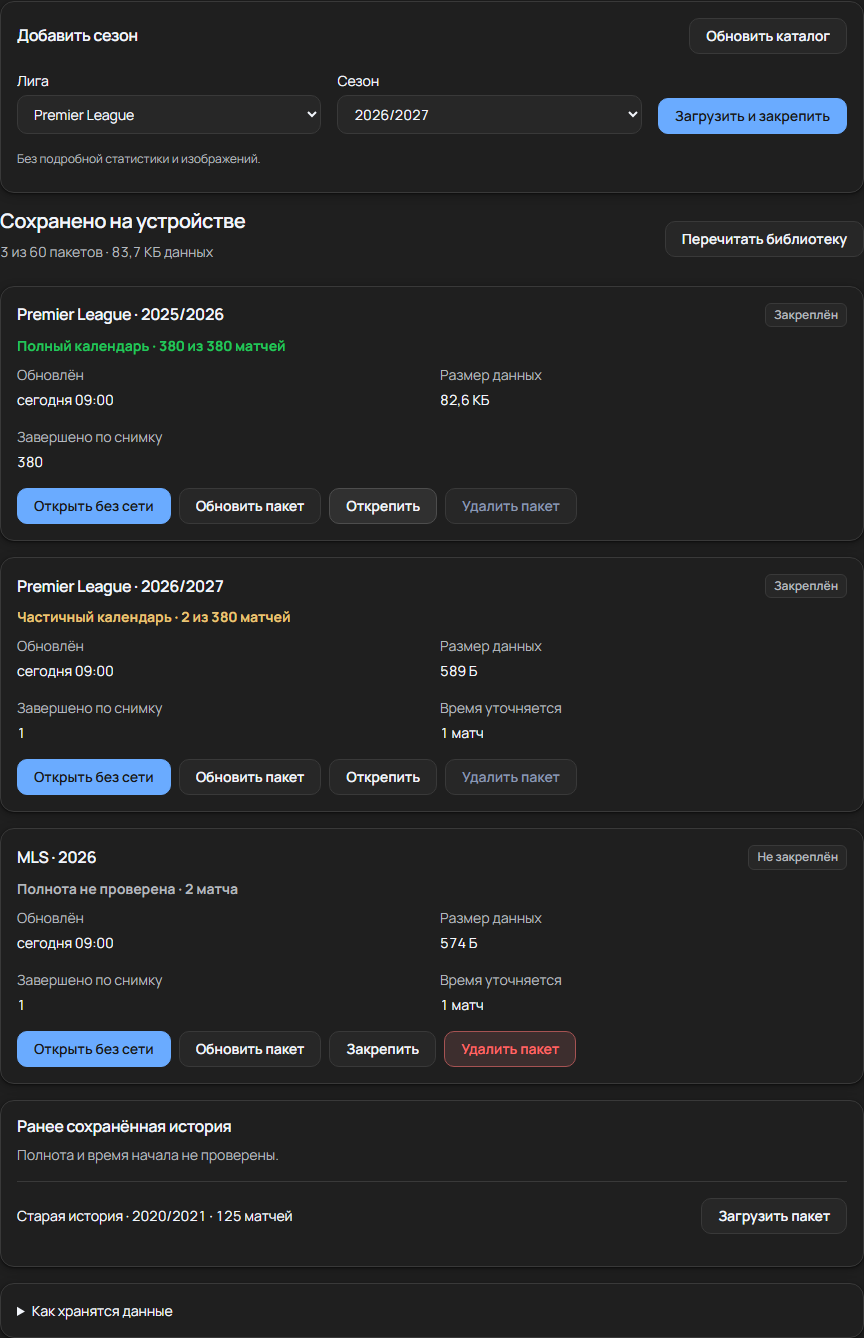 Добавить сезон
Обновить каталог
Лига
Сезон
Premier League
2026/2027
Загрузить и закрепить
Без подробной статистики и изображений.
Сохранено на устройстве
3 из 60 пакетов · 83,7 КБ данных
Перечитать библиотеку
Premier League · 2025/2026
Закреплён
Полный календарь · 380 из 380 матчей
Обновлён
Размер данных
сегодня 09:00
82,6 КБ
Завершено по снимку
380
Открыть без сети
Обновить пакет
Открепить
Удалить пакет
Premier League · 2026/2027
Закреплён
Частичный календарь · 2 из 380 матчей
Обновлён
Размер данных
сегодня 09:00
589 Б
Завершено по снимку
Время уточняется
1
1 матч
Открыть без сети
Обновить пакет
Открепить
Удалить пакет
MLS · 2026
Не закреплён
Полнота не проверена · 2 матча
Обновлён
Размер данных
сегодня 09:00
574 Б
Завершено по снимку
Время уточняется
1
1 матч
Открыть без сети
Обновить пакет
Закрепить
Удалить пакет
Ранее сохранённая история
Полнота и время начала не проверены.
Старая история · 2020/2021 · 125 матчей
Загрузить пакет
Как хранятся данные